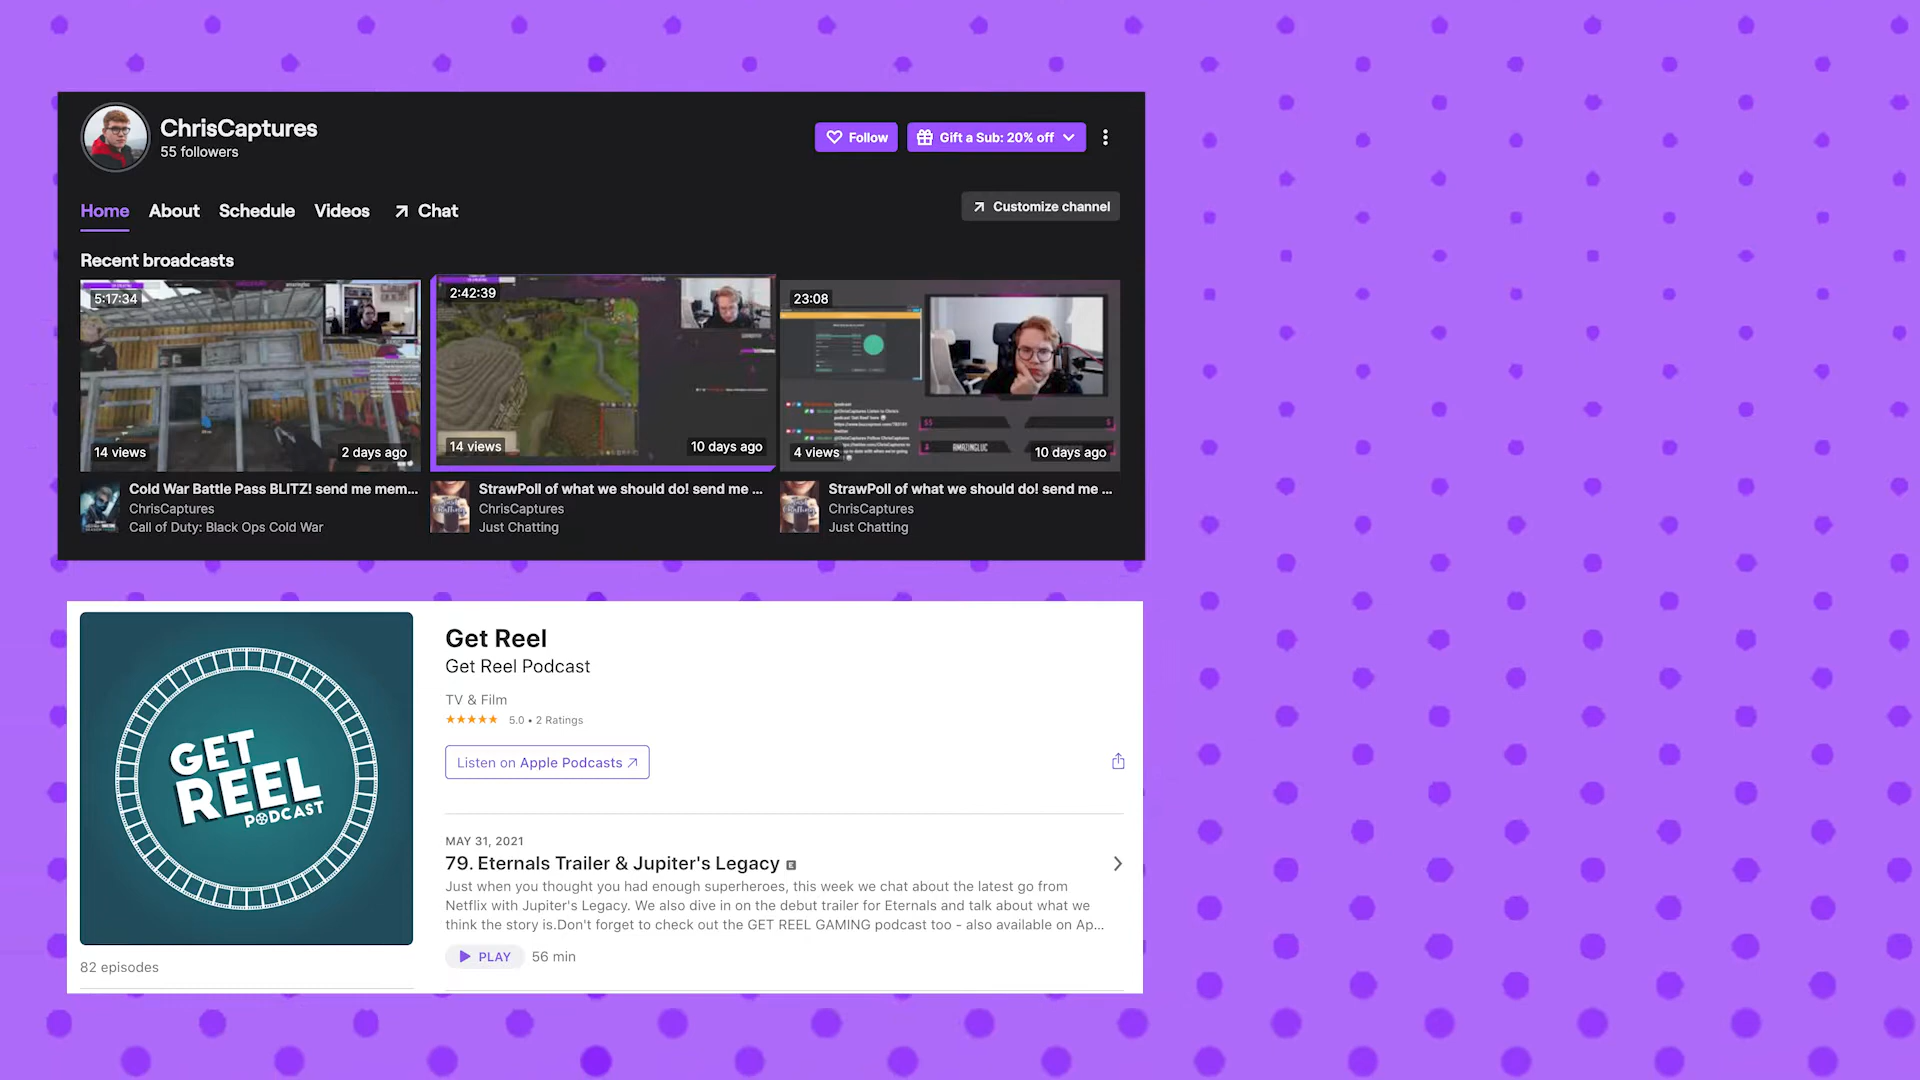 ChrisCaptures
55 followers
Follow
Gift a Sub: 20% off
Home
About
Schedule
Videos
Chat
Customize channel
Recent broadcasts
5:17:34
14 views
2 days ago
2:42:39
14 views
10 days ago
23:08
AMAZINGLUC
4 views
10 days ago
Cold War Battle Pass BLITZ! send me mem...
ChrisCaptures
Call of Duty: Black Ops Cold War
StrawPoll of what we should do! send me ...
ChrisCaptures
Just Chatting
StrawPoll of what we should do! send me ...
ChrisCaptures
Just Chatting
GET
REEL
PODCAST
82 episodes
Get Reel
Get Reel Podcast
TV & Film
5.0 • 2 Ratings
Listen on Apple Podcasts
MAY 31, 2021
79. Eternals Trailer & Jupiter's Legacy E
Just when you thought you had enough superheroes, this week we chat about the latest go from
Netflix with Jupiter's Legacy. We also dive in on the debut trailer for Eternals and talk about what we
think the story is.Don't forget to check out the GET REEL GAMING podcast too - also available on Ap...
PLAY
56 min